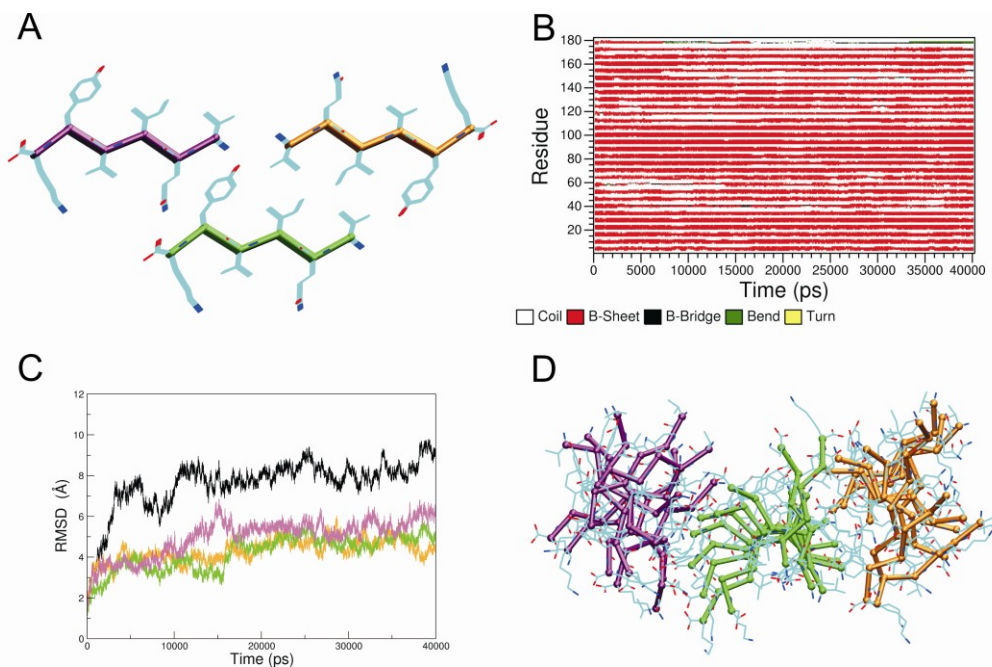 A
B
180
160
140
120
100
80
60
40
20
Residue
0 5000 10000 15000 20000 25000 30000 35000 40000
Time (ps)
Coil B-Sheet B-Bridge Bend Turn
C
12
10
8
6
4
2
0
RMSD (Å)
0 10000 20000 30000 40000
Time (ps)
D